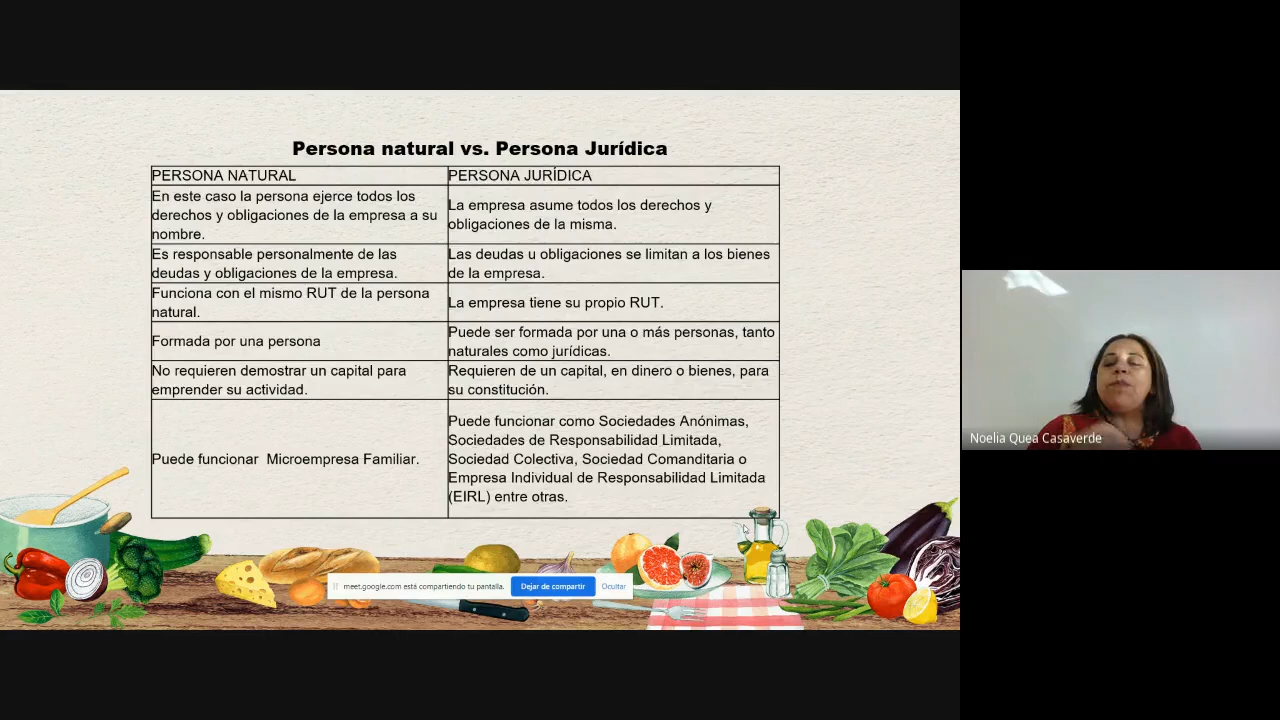 Persona natural vs. Persona Jurídica
PERSONA NATURAL
PERSONA JURÍDICA
En este caso la persona ejerce todos los
derechos y obligaciones de la empresa a su
nombre.
La empresa asume todos los derechos y
obligaciones de la misma.
Es responsable personalmente de las
deudas y obligaciones de la empresa.
Las deudas u obligaciones se limitan a los bienes
de la empresa.
Funciona con el mismo RUT de la persona
natural.
La empresa tiene su propio RUT.
Formada por una persona
Puede ser formada por una o más personas, tanto
naturales como jurídicas.
No requieren demostrar un capital para
emprender su actividad.
Requieren de un capital, en dinero o bienes, para
su constitución.
Puede funcionar  Microempresa Familiar.
Puede funcionar como Sociedades Anónimas,
Sociedades de Responsabilidad Limitada,
Sociedad Colectiva, Sociedad Comanditaria o
Empresa Individual de Responsabilidad Limitada
(EIRL) entre otras.
meet.google.com está compartiendo tu pantalla.
Dejar de compartir
Ocultar
Noelia Quea Casaverde